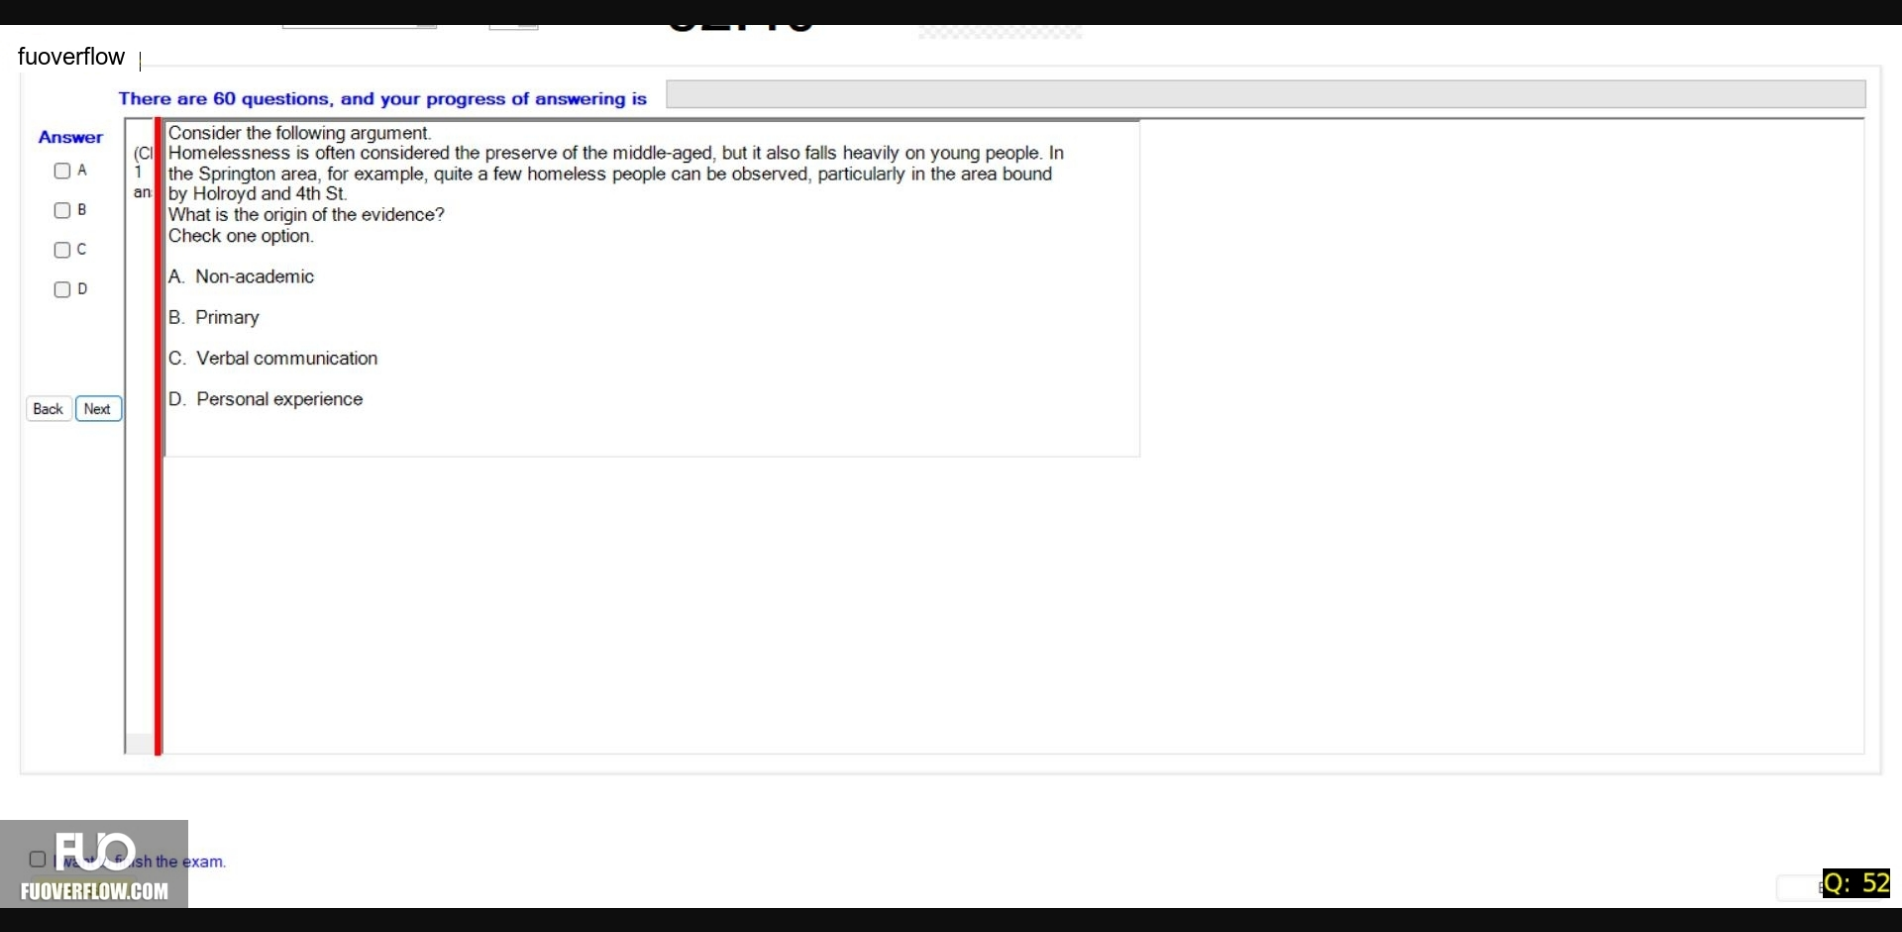 fuoverflow
There are 60 questions, and your progress of answering is
Answer
A
B
C
D
Back Next
1
Consider the following argument.
Homelessness is often considered the preserve of the middle-aged, but it also falls heavily on young people. In
the Springton area, for example, quite a few homeless people can be observed, particularly in the area bound
by Holroyd and 4th St.
What is the origin of the evidence?
Check one option.
A. Non-academic
B. Primary
C. Verbal communication
D. Personal experience
FUO
sh the exam.
FUOVERFLOW.COM
Q: 52